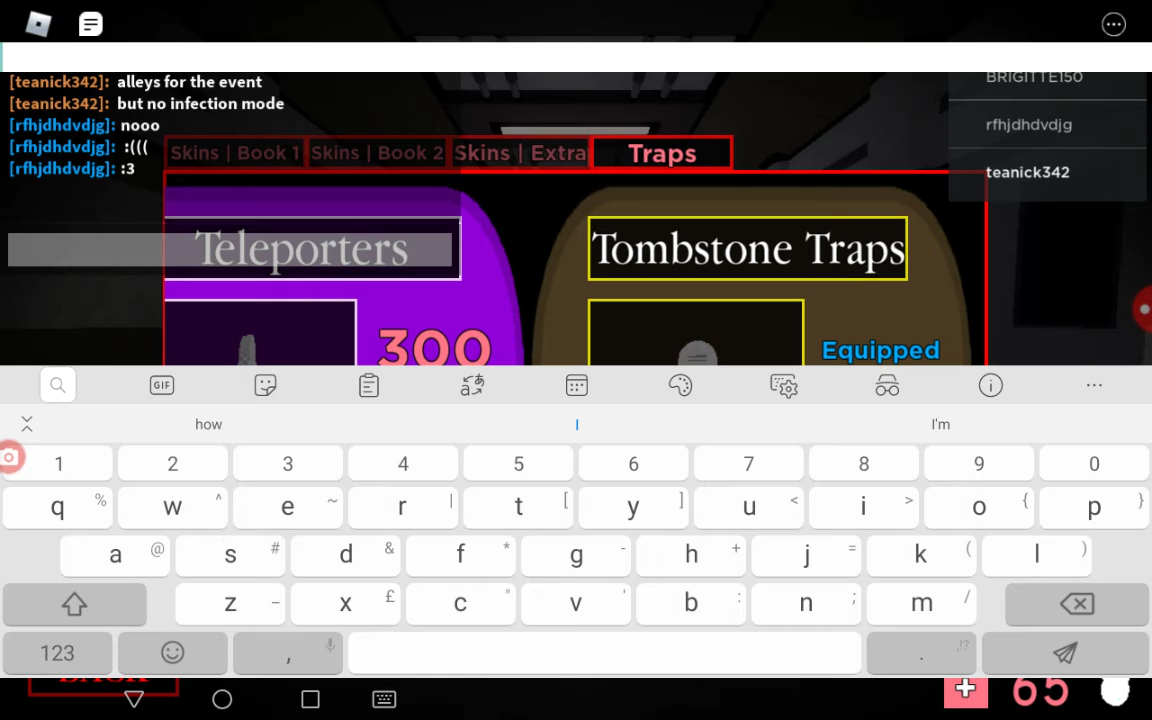 BRIGITTE150
[teanick342]: alleys for the event
[teanick342]: but no infection mode
[rfhjdhdvdjg]: nooo
[rfhjdhvdvdjg]: :(((
[rfhjdhdvdjg]: :3
rfhjdhdvdjg
teanick342
Skins | Book 1
Skins | Book 2
Skins | Extra
Traps
Teleporters
Tombstone Traps
300
Equipped
GIF
how
I
I'm
1 2 3 4 5 6 7 8 9 0
q % w ^ e ~ r | t [ y ] u < i > o { p }
a @ s # d & f * g - h + j = k ( l )
z – x £ c " v ' b : n ; m /
123 , . ,!?
65